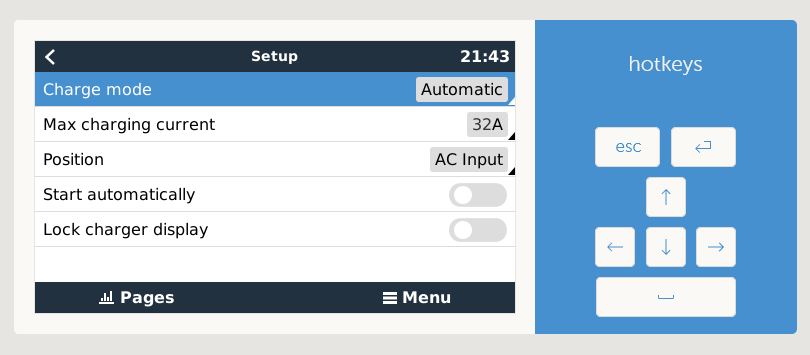 Setup 21:43
Charge mode Automatic
Max charging current 32A
Position AC Input
Start automatically
Lock charger display
Pages Menu
hotkeys
esc